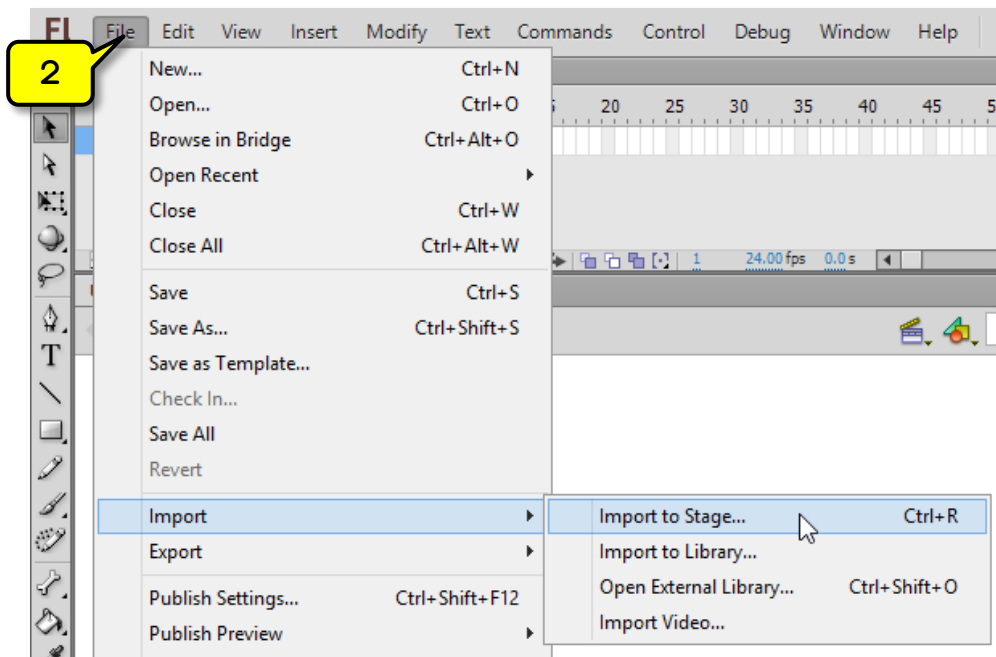 FL File Edit View Insert Modify Text Commands Control Debug Window Help
2
New... Ctrl+N
Open... Ctrl+O
20 25 30 35 40 45
Browse in Bridge Ctrl+Alt+O
Open Recent
Close Ctrl+W
Close All Ctrl+Alt+W
1 24.00 fps 0.0 s
Save Ctrl+S
Save As... Ctrl+Shift+S
Save as Template...
Check In...
Save All
Revert
Import
Import to Stage... Ctrl+R
Export
Import to Library...
Open External Library... Ctrl+Shift+O
Publish Settings... Ctrl+Shift+F12
Import Video...
Publish Preview
T